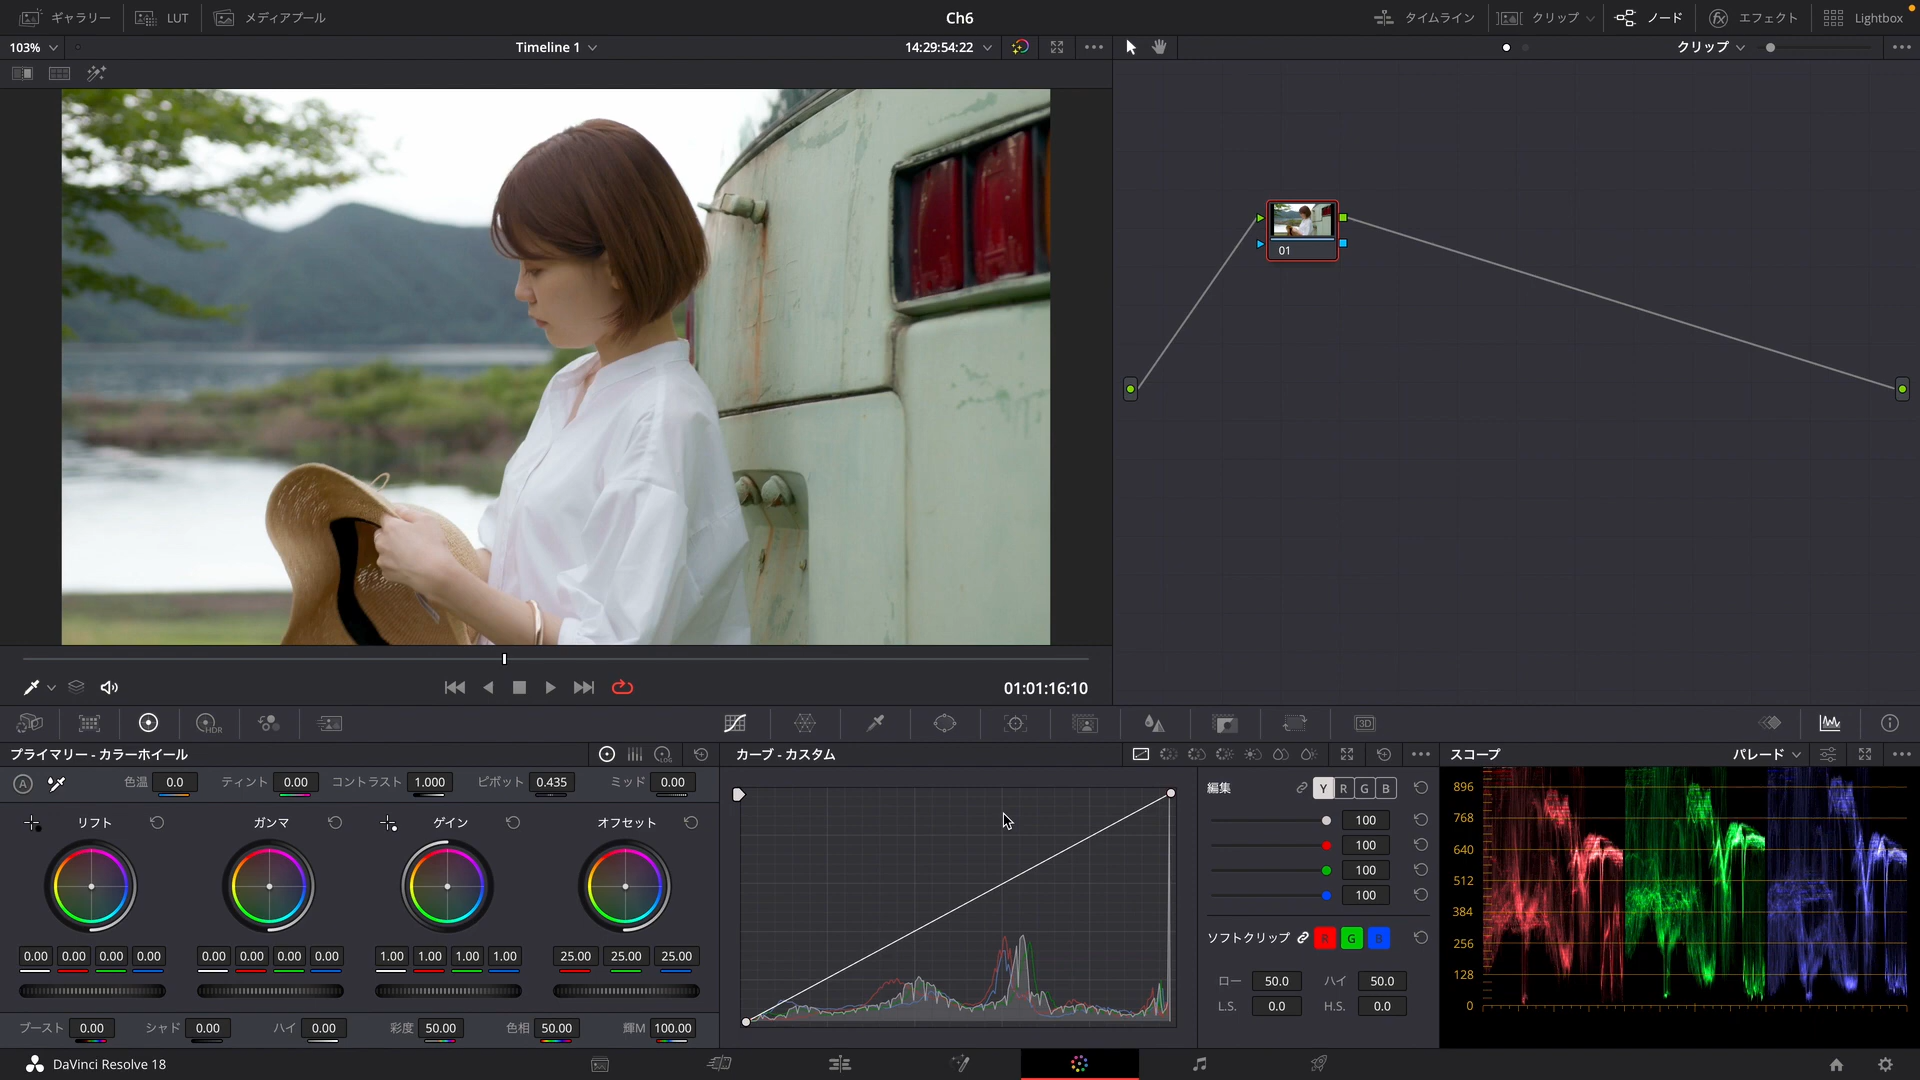 ギャラリー LUT メディアプール Ch6 タイムライン クリップ ノード fx エフェクト Lightbox
103% Timeline 1 14:29:54:22 クリップ
01
01:01:16:10
HDR 3D
プライマリー - カラーホイール LOG カーブ - カスタム スコープ パレード
A 色温 0.0 ティント 0.00 コントラスト 1.000 ピボット 0.435 ミッド 0.00
編集 Y R G B
リフト ガンマ ゲイン オフセット
100
100
100
100
0.00 0.00 0.00 0.00 0.00 0.00 0.00 0.00 1.00 1.00 1.00 1.00 25.00 25.00 25.00
ソフトクリップ R G B
ロー 50.0 ハイ 50.0
L.S. 0.0 H.S. 0.0
896
768
640
512
384
256
128
0
ブースト 0.00 シャド 0.00 ハイ 0.00 彩度 50.00 色相 50.00 輝M 100.00
DaVinci Resolve 18